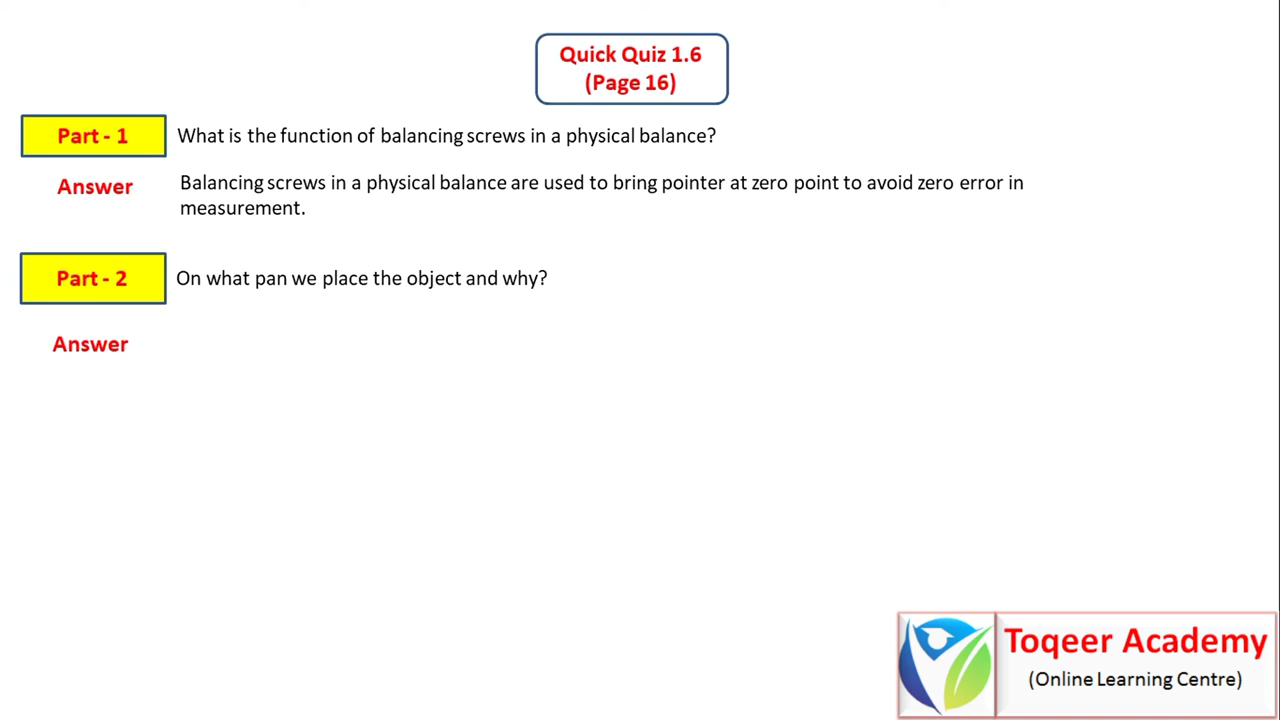 Quick Quiz 1.6
(Page 16)
Part - 1
What is the function of balancing screws in a physical balance?
Answer
Balancing screws in a physical balance are used to bring pointer at zero point to avoid zero error in
measurement.
Part - 2
On what pan we place the object and why?
Answer
Toqeer Academy
(Online Learning Centre)